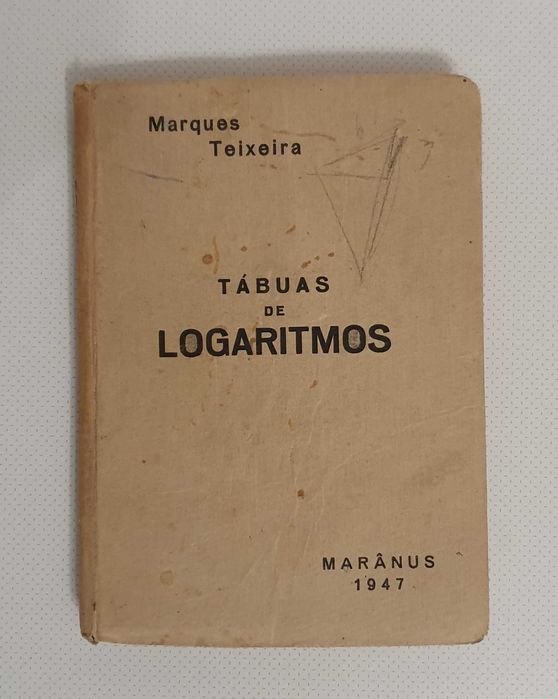 Marques
Teixeira
TÁBUAS
DE
LOGARITMOS
MARÂNUS
1947